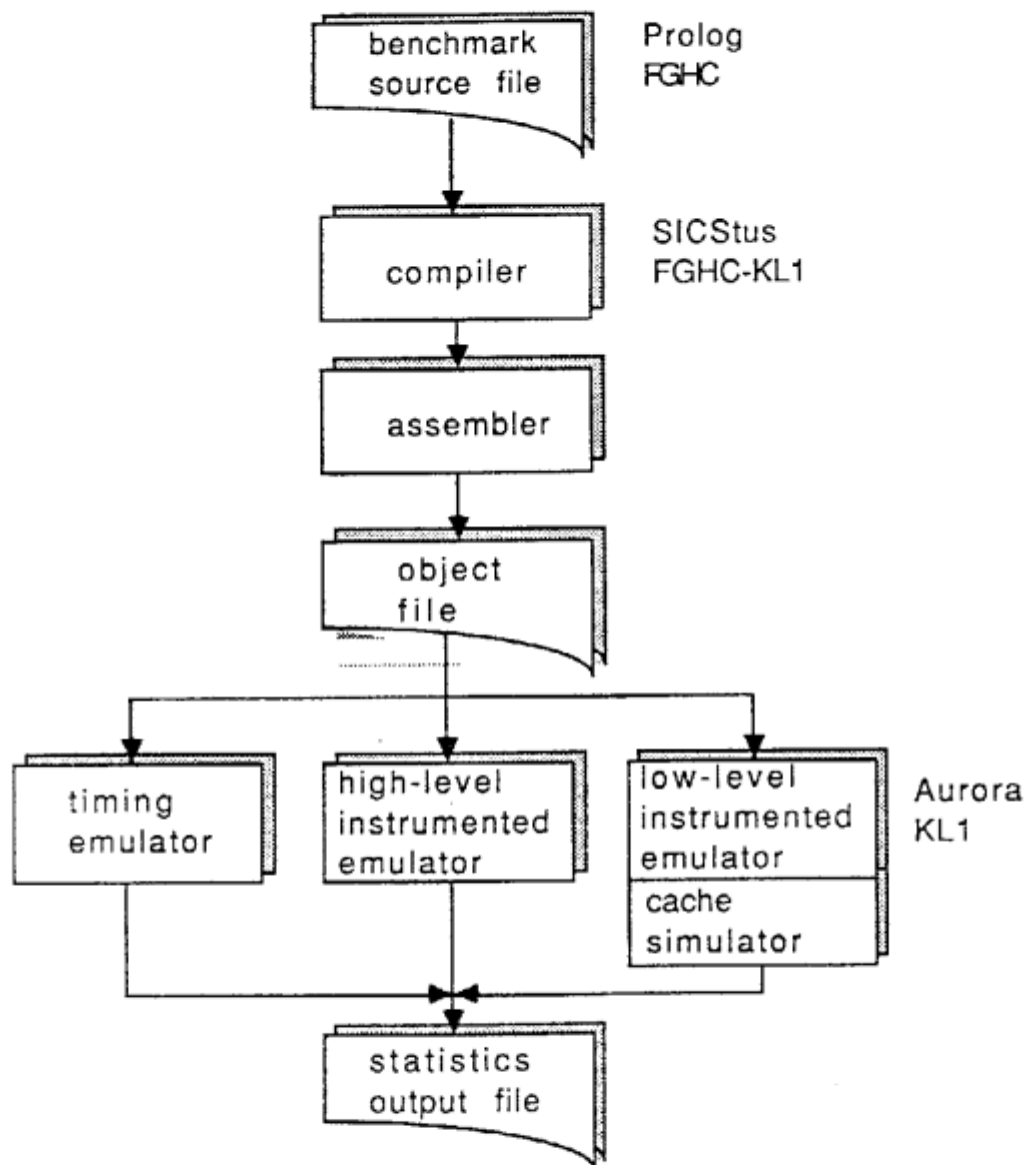 benchmark
source file
Prolog
FGHC
compiler
SICStus
FGHC-KL1
assembler
object
file
timing
emulator
high-level
instrumented
emulator
low-level
instrumented
emulator
cache
simulator
Aurora
KL1
statistics
output file